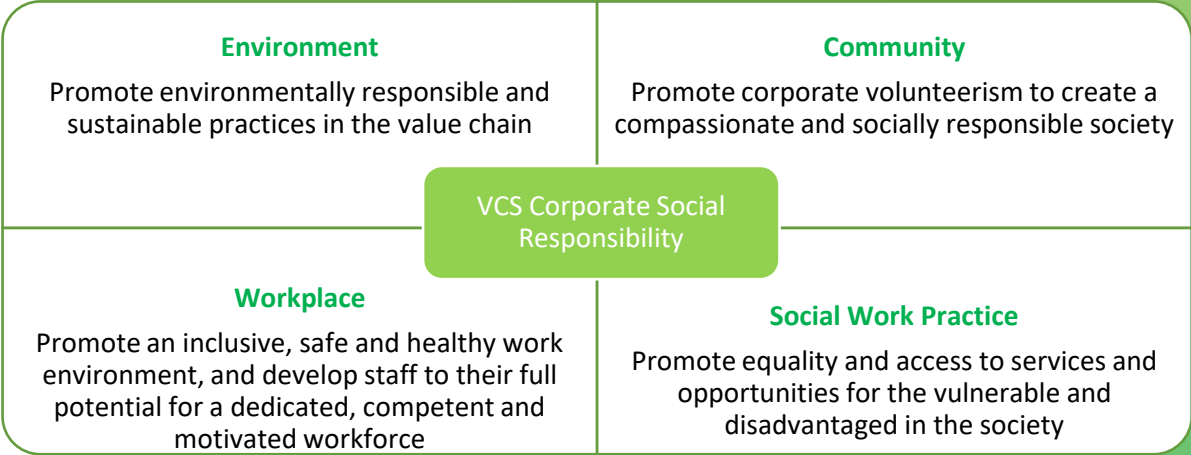 Environment
Promote environmentally responsible and
sustainable practices in the value chain
Community
Promote corporate volunteerism to create a
compassionate and socially responsible society
VCS Corporate Social
Responsibility
Workplace
Promote an inclusive, safe and healthy work
environment, and develop staff to their full
potential for a dedicated, competent and
motivated workforce
Social Work Practice
Promote equality and access to services and
opportunities for the vulnerable and
disadvantaged in the society